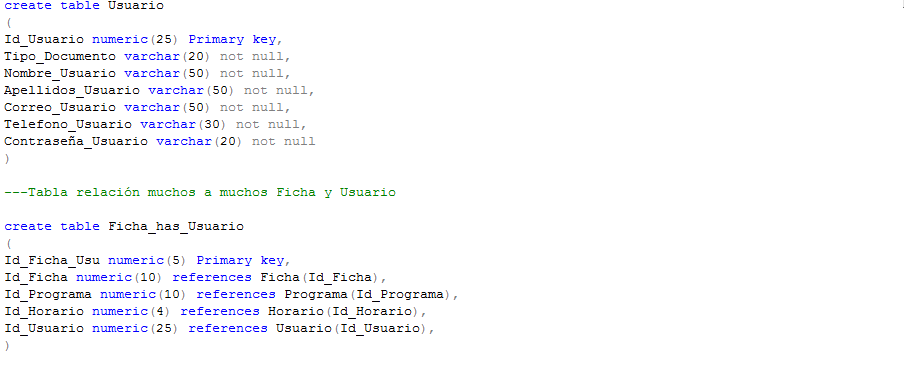 create table Usuario
(
Id_Usuario numeric(25) Primary key,
Tipo_Documento varchar(20) not null,
Nombre_Usuario varchar(50) not null,
Apellidos_Usuario varchar(50) not null,
Correo_Usuario varchar(50) not null,
Telefono_Usuario varchar(30) not null,
Contraseña_Usuario varchar(20) not null
)
---Tabla relación muchos a muchos Ficha y Usuario
create table Ficha_has_Usuario
(
Id_Ficha_Usu numeric(5) Primary key,
Id_Ficha numeric(10) references Ficha(Id_Ficha),
Id_Programa numeric(10) references Programa(Id_Programa),
Id_Horario numeric(4) references Horario(Id_Horario),
Id_Usuario numeric(25) references Usuario(Id_Usuario),
)